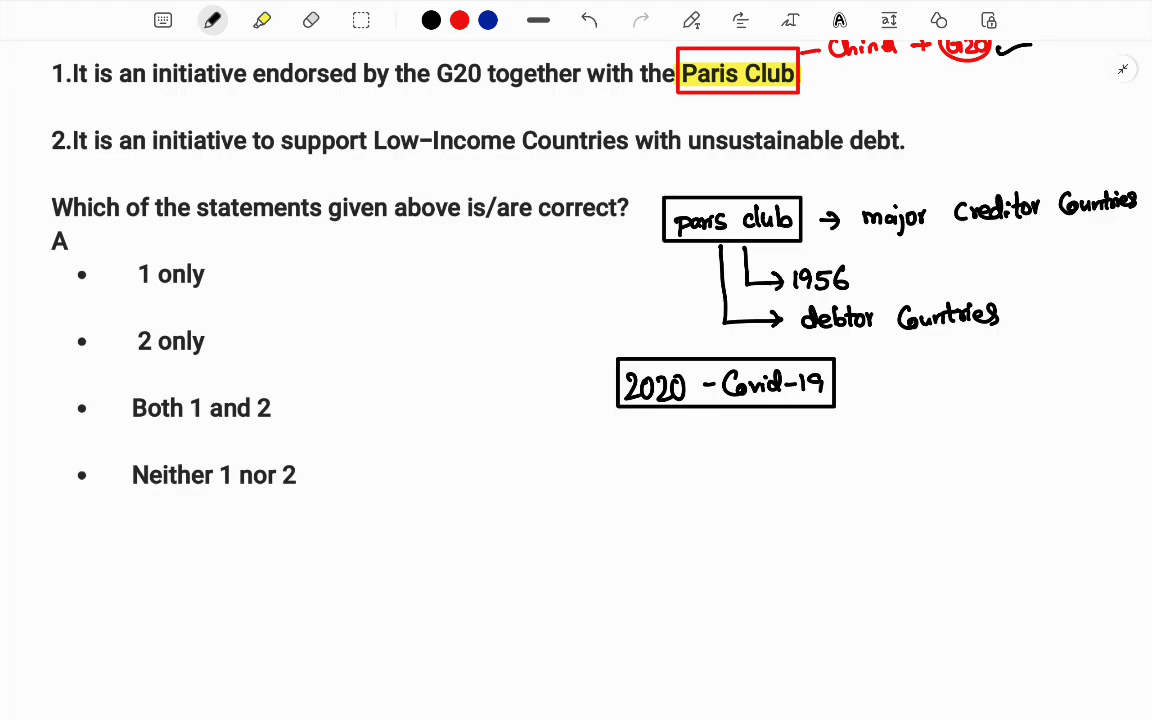 China + G20
1.It is an initiative endorsed by the G20 together with the Paris Club
2.It is an initiative to support Low-Income Countries with unsustainable debt.
Which of the statements given above is/are correct?
A
1 only
2 only
Both 1 and 2
Neither 1 nor 2
paris club → major Creditor Countries
1956
debtor Countries
2020 - Covid-19